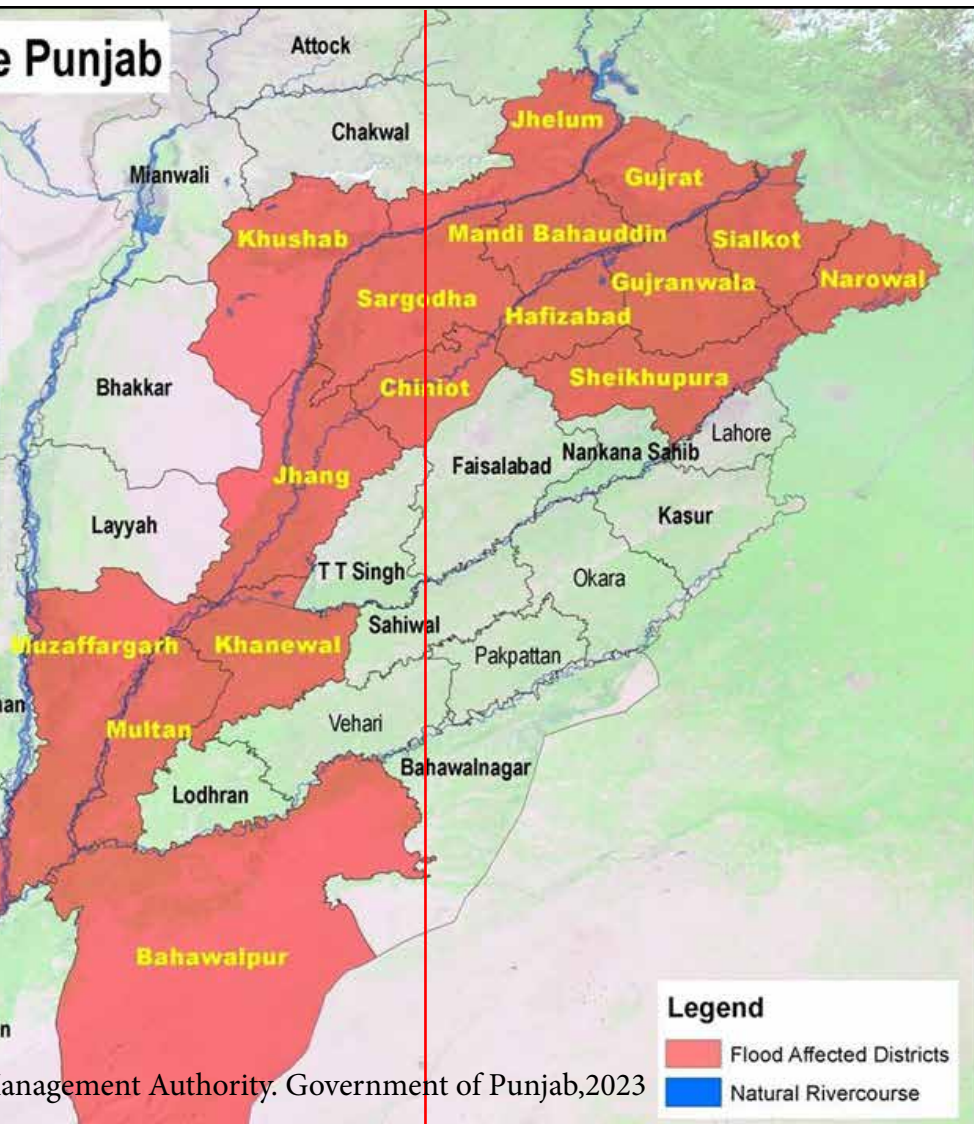 e Punjab
Attock
Chakwal
Jhelum
Mianwali
Gujrat
Khushab
Mandi Bahauddin
Sialkot
Narowal
Gujranwala
Sargodha
Hafizabad
Sheikhupura
Bhakkar
Chiniot
Lahore
Nankana Sahib
Faisalabad
Jhang
Kasur
Layyah
T T Singh
Okara
Sahiwal
Muzaffargarh
Khanewal
Pakpattan
an
Vehari
Multan
Bahawalnagar
Lodhran
Bahawalpur
Legend
n
Flood Affected Districts
Natural Rivercourse
anagement Authority. Government of Punjab,2023